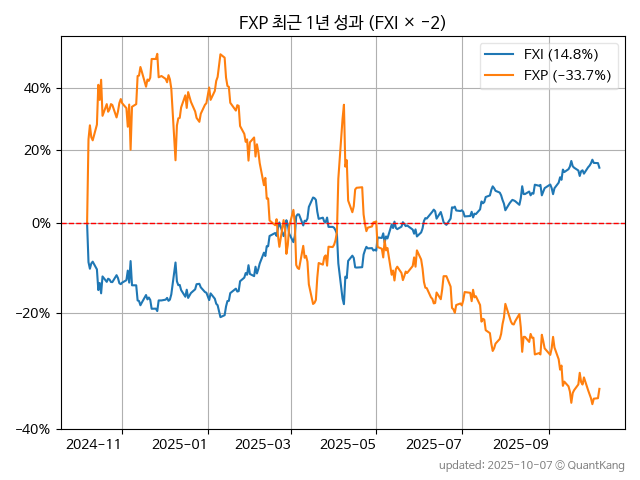 FXP 최근 1년 성과 (FXI × −2)
FXI (14.8%)
FXP (−33.7%)
40%
20%
0%
−20%
−40%
2024-11 2025-01 2025-03 2025-05 2025-07 2025-09
updated: 2025-10-07 © QuantKang